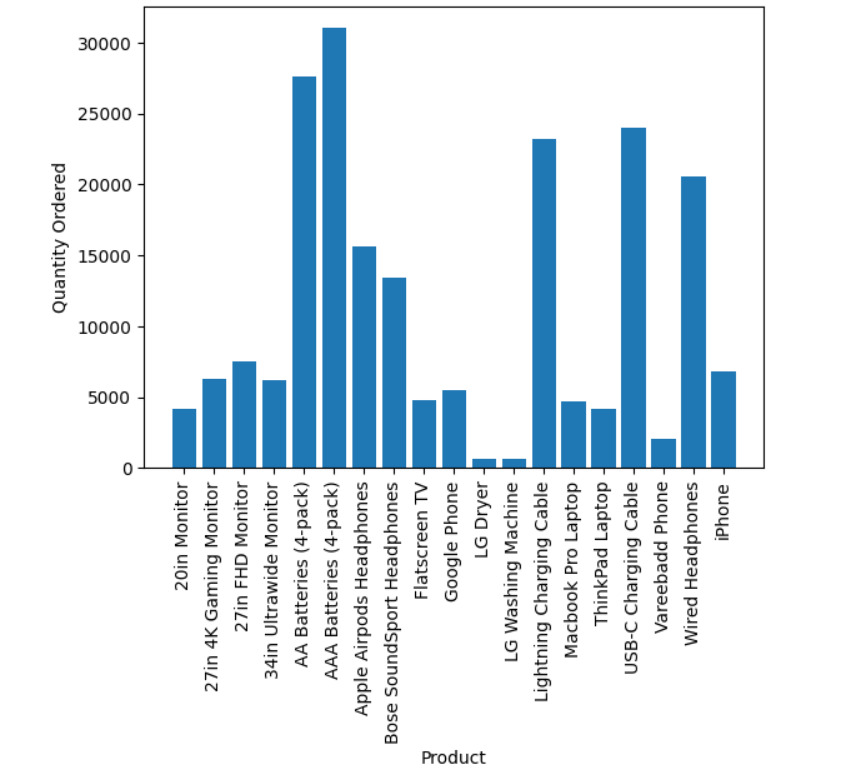 30000
25000
20000
15000
10000
5000
0
Quantity Ordered
20in Monitor
27in 4K Gaming Monitor
27in FHD Monitor
34in Ultrawide Monitor
AA Batteries (4-pack)
AAA Batteries (4-pack)
Apple Airpods Headphones
Bose SoundSport Headphones
Flatscreen TV
Google Phone
LG Dryer
LG Washing Machine
Lightning Charging Cable
Macbook Pro Laptop
ThinkPad Laptop
USB-C Charging Cable
Vareebadd Phone
Wired Headphones
iPhone
Product